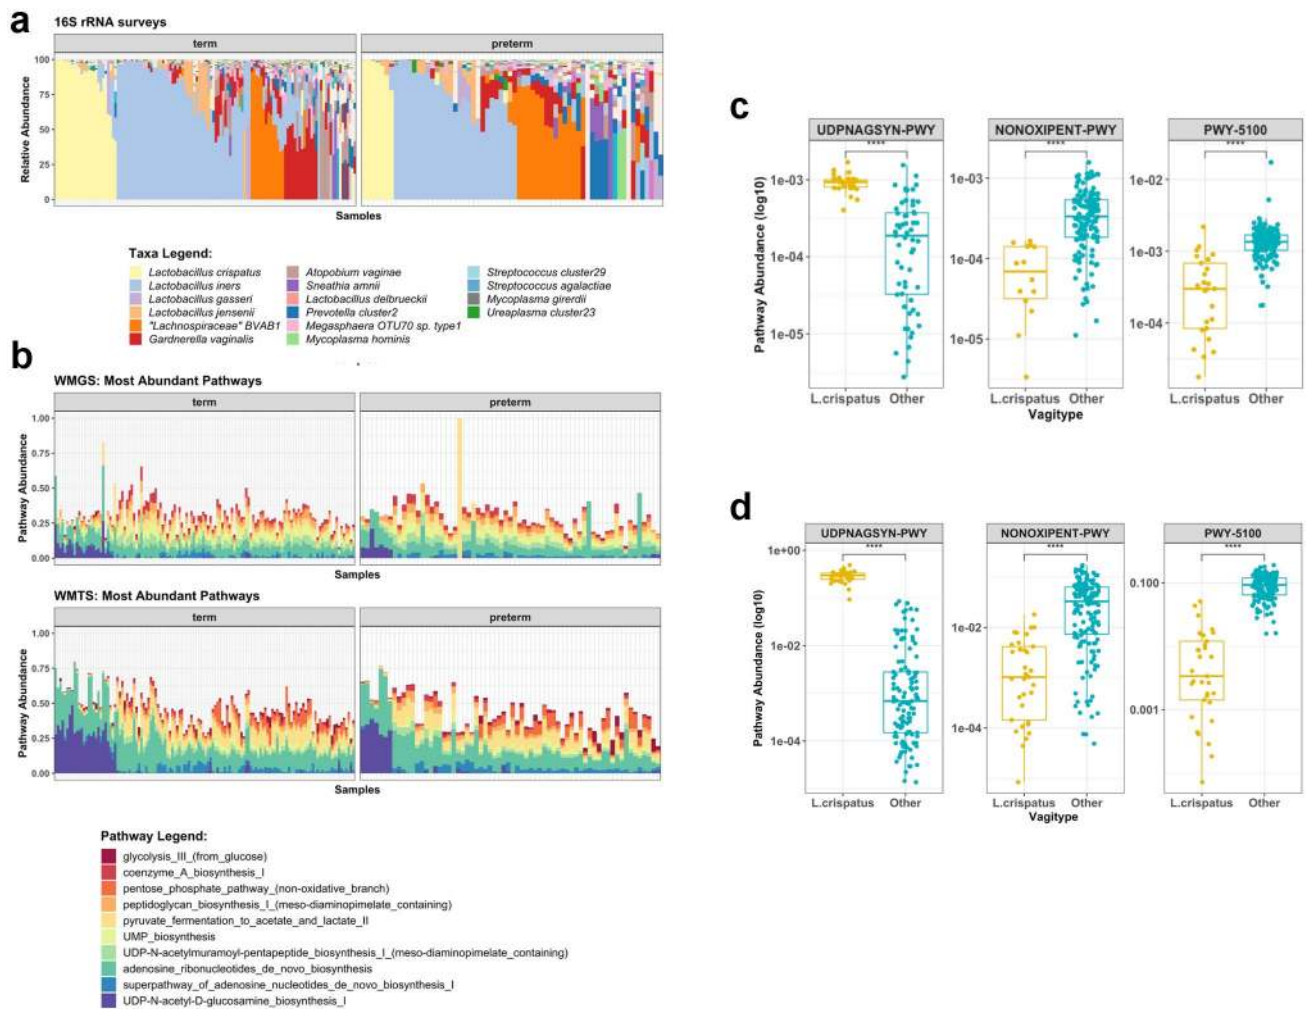 a
16S rRNA surveys
term
preterm
Relative Abundance
100
75
50
25
0
Samples
Taxa Legend:
Lactobacillus crispatus
Lactobacillus iners
Lactobacillus gasseri
Lactobacillus jensenii
"Lachnospiraceae" BVAB1
Gardnerella vaginalis
Atopobium vaginae
Sneathia amnii
Lactobacillus delbrueckii
Prevotella cluster2
Megasphaera OTU70 sp. type1
Mycoplasma hominis
Streptococcus cluster29
Streptococcus agalactiae
Mycoplasma girerdii
Ureaplasma cluster23
b
WMGS: Most Abundant Pathways
term
preterm
Pathway Abundance
1.00
0.75
0.50
0.25
0.00
Samples
WMTS: Most Abundant Pathways
term
preterm
Pathway Abundance
1.00
0.75
0.50
0.25
0.00
Samples
Pathway Legend:
glycolysis_III_(from_glucose)
coenzyme_A_biosynthesis_I
pentose_phosphate_pathway_(non-oxidative_branch)
peptidoglycan_biosynthesis_I_(meso-diaminopimelate_containing)
pyruvate_fermentation_to_acetate_and_lactate_II
UMP_biosynthesis
UDP-N-acetylmuramoyl-pentapeptide_biosynthesis_I_(meso-diaminopimelate_containing)
adenosine_ribonucleotides_de_novo_biosynthesis
superpathway_of_adenosine_nucleotides_de_novo_biosynthesis_I
UDP-N-acetyl-D-glucosamine_biosynthesis_I
c
UDPNAGSYN-PWY
NONOXIPENT-PWY
PWY-5100
****
****
****
Pathway Abundance (log10)
1e-03
1e-04
1e-05
1e-03
1e-04
1e-05
1e-02
1e-03
1e-04
L.crispatus Other
L.crispatus Other
L.crispatus Other
Vagitype
d
UDPNAGSYN-PWY
NONOXIPENT-PWY
PWY-5100
****
****
****
Pathway Abundance (log10)
1e+00
1e-02
1e-04
1e-02
1e-04
0.100
0.001
L.crispatus Other
L.crispatus Other
L.crispatus Other
Vagitype